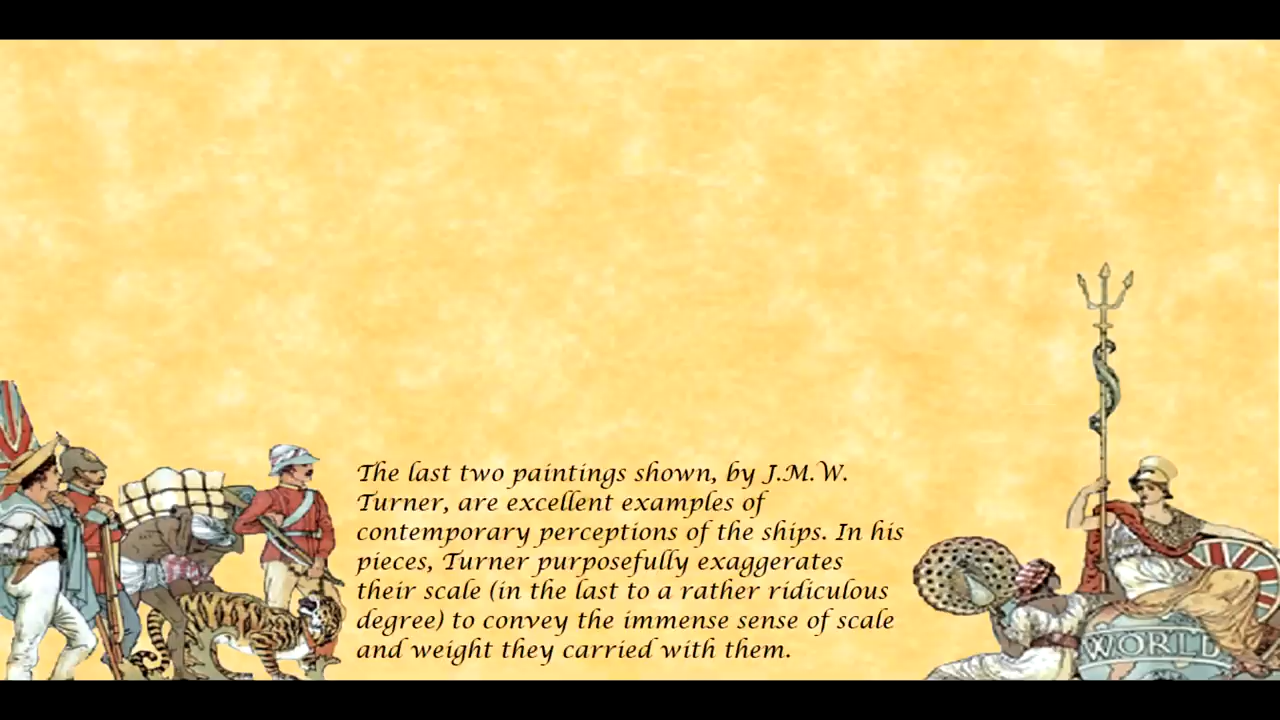 The last two paintings shown, by J.M.W.
Turner, are excellent examples of
contemporary perceptions of the ships. In his
pieces, Turner purposefully exaggerates
their scale (in the last to a rather ridiculous
degree) to convey the immense sense of scale
and weight they carried with them.
WORLD